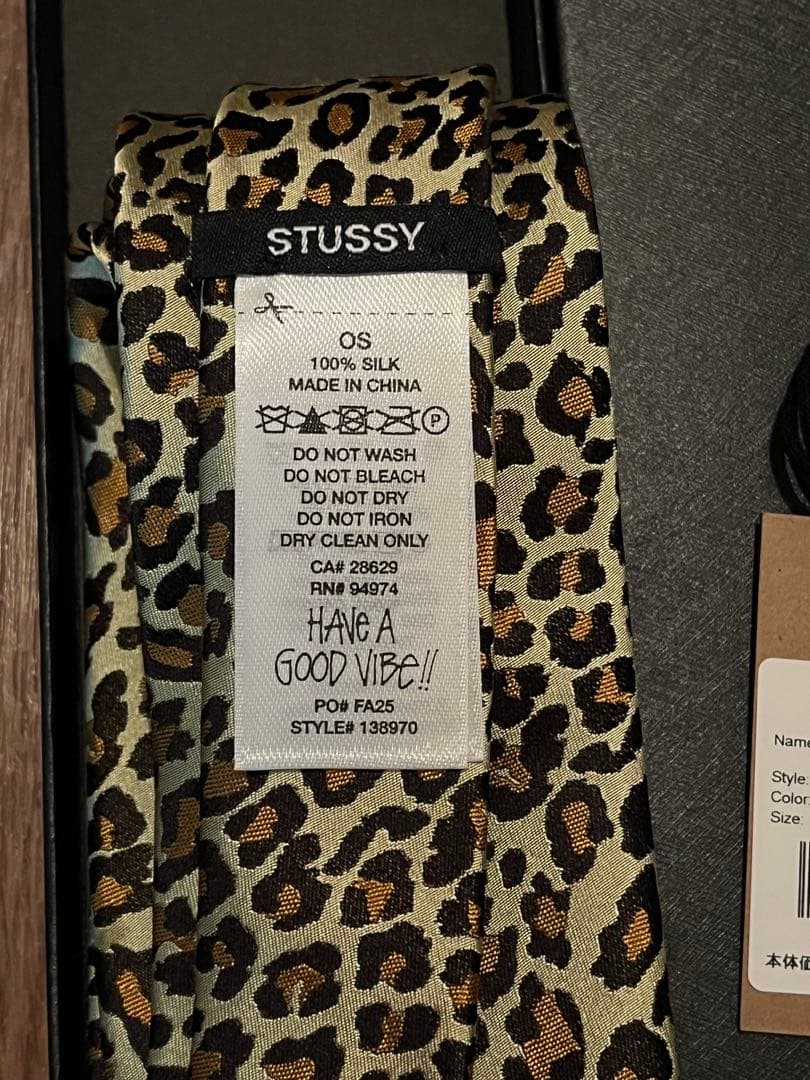 STUSSY
OS
100% SILK
MADE IN CHINA
P
DO NOT WASH
DO NOT BLEACH
DO NOT DRY
DO NOT IRON
DRY CLEAN ONLY
CA# 28629
RN# 94974
HAVE A
GOOD VIBE!!
PO# FA25
STYLE# 138970
Name
Style:
Color:
Size:
本体価